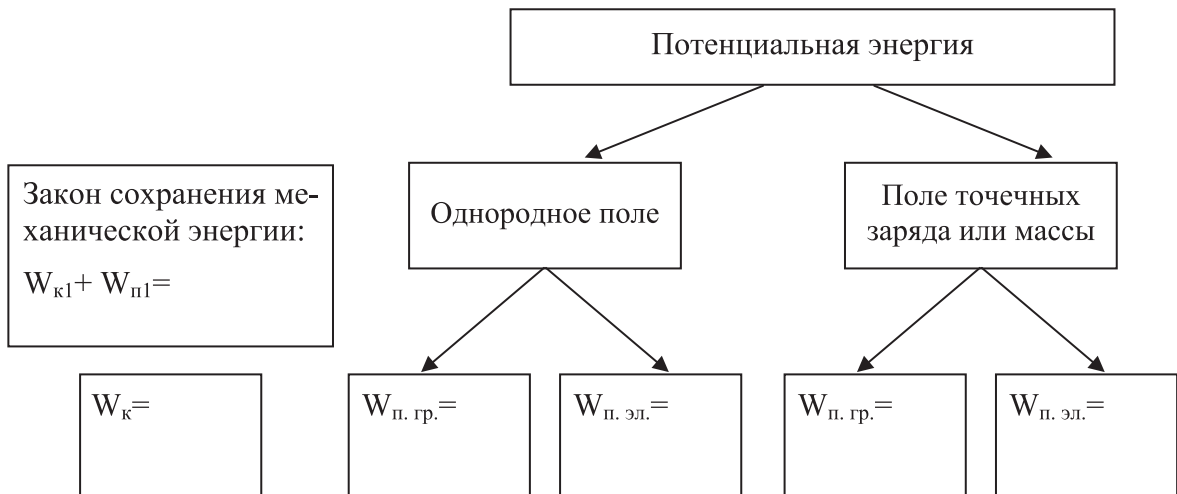 Потенциальная энергия
Закон сохранения ме-
ханической энергии:
Wк1+ Wп1=
Однородное поле
Поле точечных
заряда или массы
Wк=
Wп. гр.=
Wп. эл.=
Wп. гр.=
Wп. эл.=